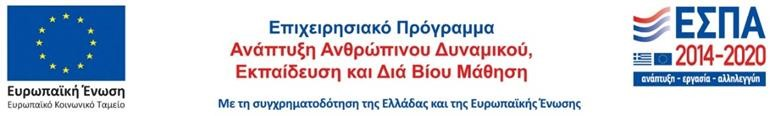 Ευρωπαϊκή Ένωση
Ευρωπαϊκό Κοινωνικό Ταμείο
Επιχειρησιακό Πρόγραμμα
Ανάπτυξη Ανθρώπινου Δυναμικού,
Εκπαίδευση και Διά Βίου Μάθηση
Με τη συγχρηματοδότηση της Ελλάδας και της Ευρωπαϊκής Ένωσης
ΕΣΠΑ
2014-2020
ανάπτυξη - εργασία - αλληλεγγύη